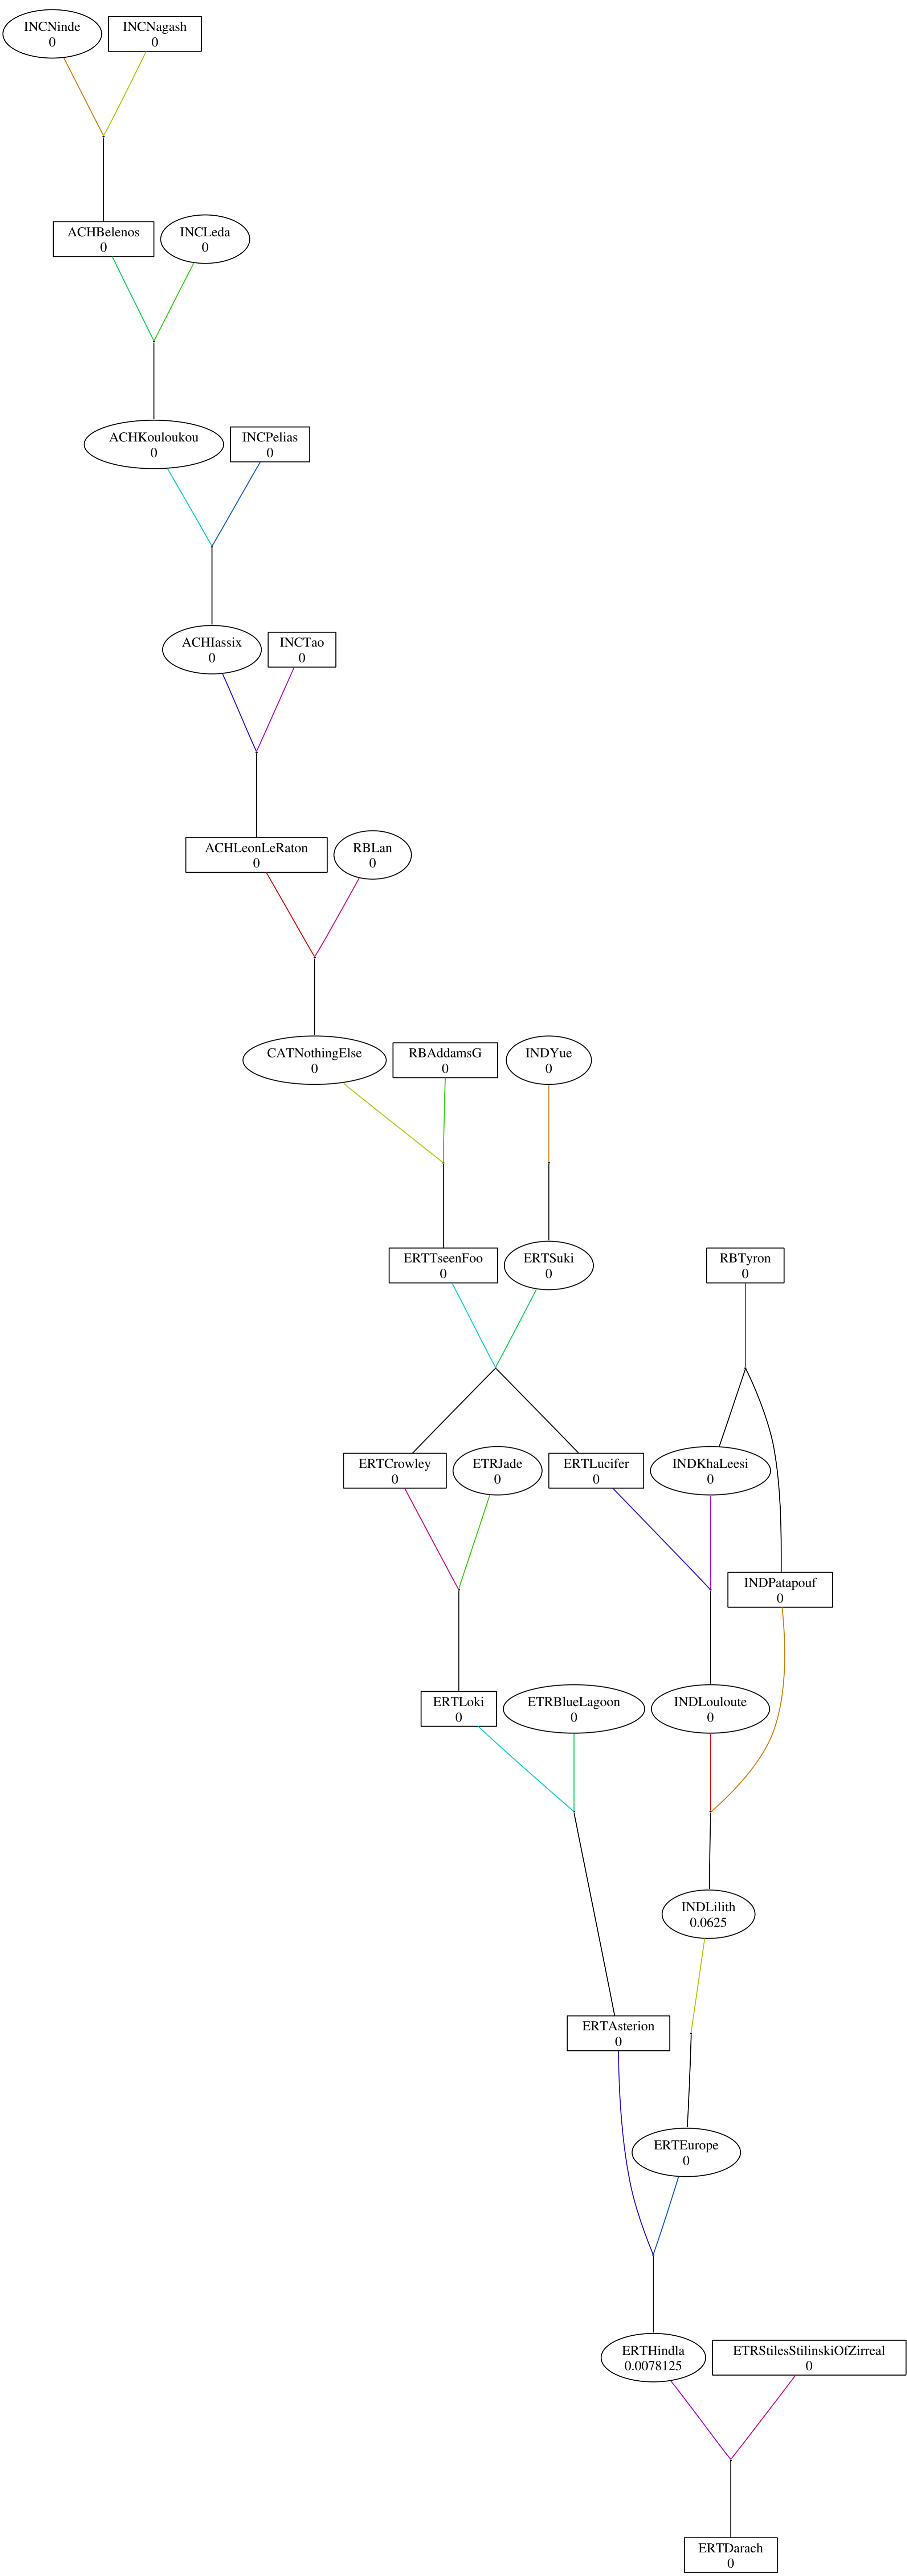 INCNinde
0
INCNagash
0
ACHBelenos
0
INCLeda
0
ACHKouloukou
0
INCPelias
0
ACHIassix
0
INCTao
0
ACHLeonLeRaton
0
RBLan
0
CATNothingElse
0
RBAddamsG
0
INDYue
0
ERTTseenFoo
0
ERTSuki
0
RBTyron
0
ERTCrowley
0
ETRJade
0
ERTLucifer
0
INDKhaLeesi
0
INDPatapouf
0
ERTLoki
0
ETRBlueLagoon
0
INDLouloute
0
INDLilith
0.0625
ERTAsterion
0
ERTEurope
0
ERTHindla
0.0078125
ETRStilesStilinskiOfZirreal
0
ERTDarach
0